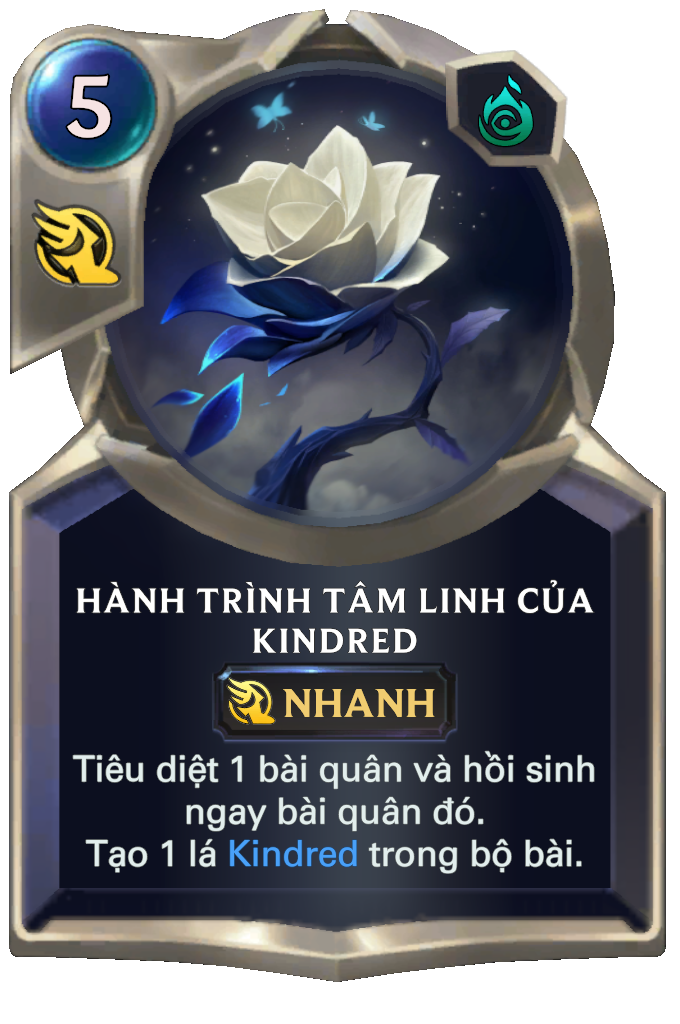 5
HÀNH TRÌNH TÂM LINH CỦA
KINDRED
NHANH
Tiêu diệt 1 bài quân và hồi sinh
ngay bài quân đó.
Tạo 1 lá Kindred trong bộ bài.